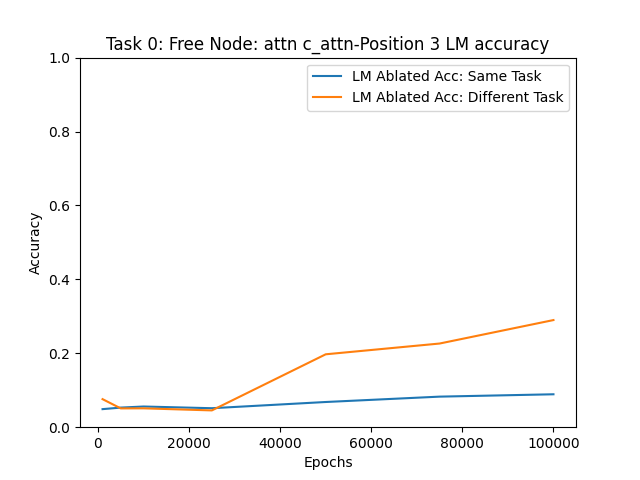 Task 0: Free Node: attn c_attn-Position 3 LM accuracy
LM Ablated Acc: Same Task
LM Ablated Acc: Different Task
1.0
0.8
0.6
0.4
0.2
0.0
Accuracy
0 20000 40000 60000 80000 100000
Epochs